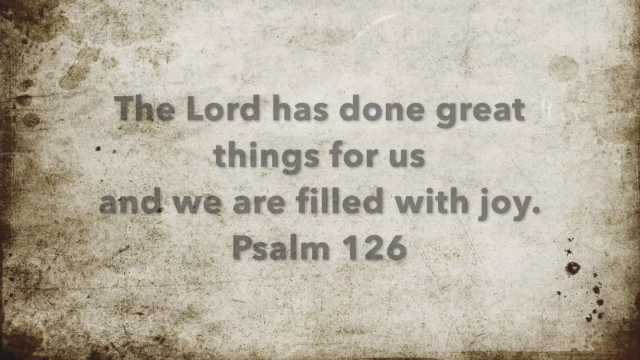 The Lord has done great
things for us
and we are filled with joy.
Psalm 126